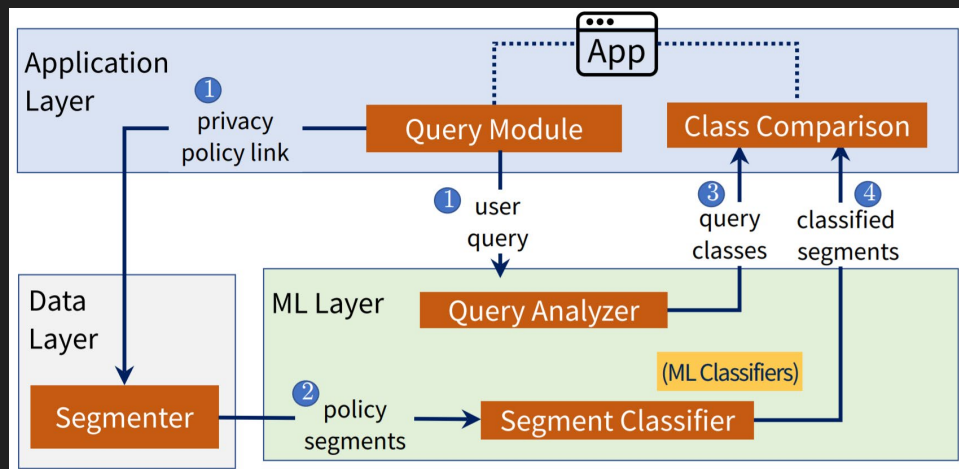 App
Application
Layer
1
privacy
policy link
Query Module
Class Comparison
1
user
query
3
query
classes
4
classified
segments
Data
Layer
ML Layer
Query Analyzer
(ML Classifiers)
Segmenter
2
policy
segments
Segment Classifier